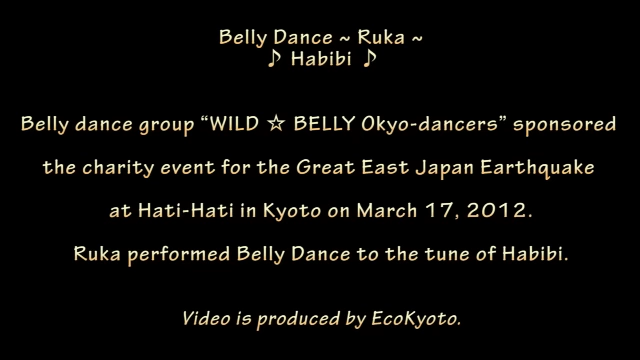 Belly Dance ~ Ruka ~
♪ Habibi ♪
Belly dance group “WILD ☆ BELLY Okyo-dancers” sponsored
the charity event for the Great East Japan Earthquake
at Hati-Hati in Kyoto on March 17, 2012.
Ruka performed Belly Dance to the tune of Habibi.
Video is produced by EcoKyoto.